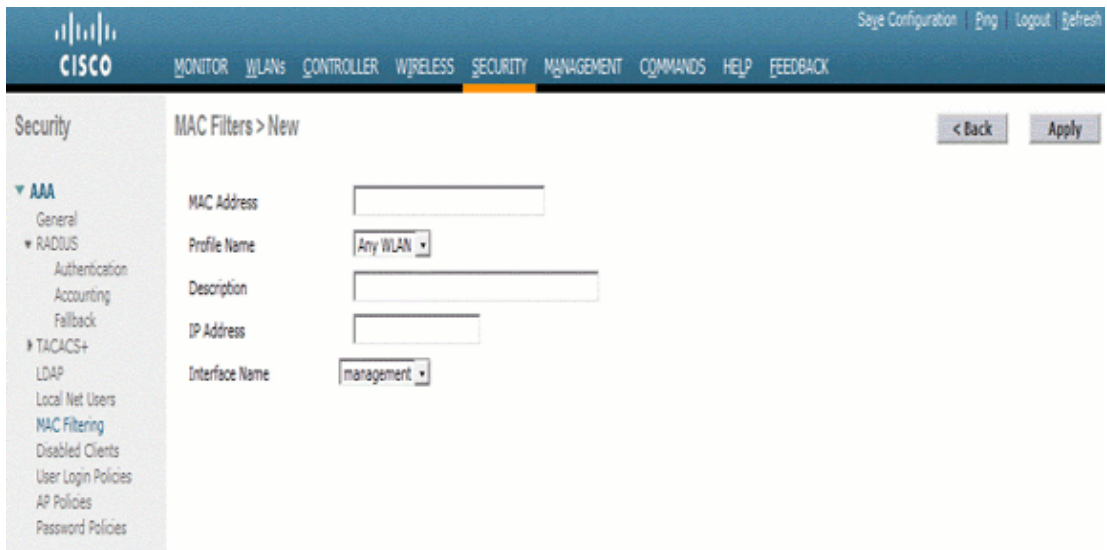 Save Configuration | Ping | Logout | Refresh
CISCO
MONITOR WLANs CONTROLLER WIRELESS SECURITY MANAGEMENT COMMANDS HELP FEEDBACK
Security
MAC Filters > New
< Back
Apply
AAA
General
RADIUS
Authentication
Accounting
Fallback
TACACS+
LDAP
Local Net Users
MAC Filtering
Disabled Clients
User Login Policies
AP Policies
Password Policies
MAC Address
Profile Name Any WLAN
Description
IP Address
Interface Name management